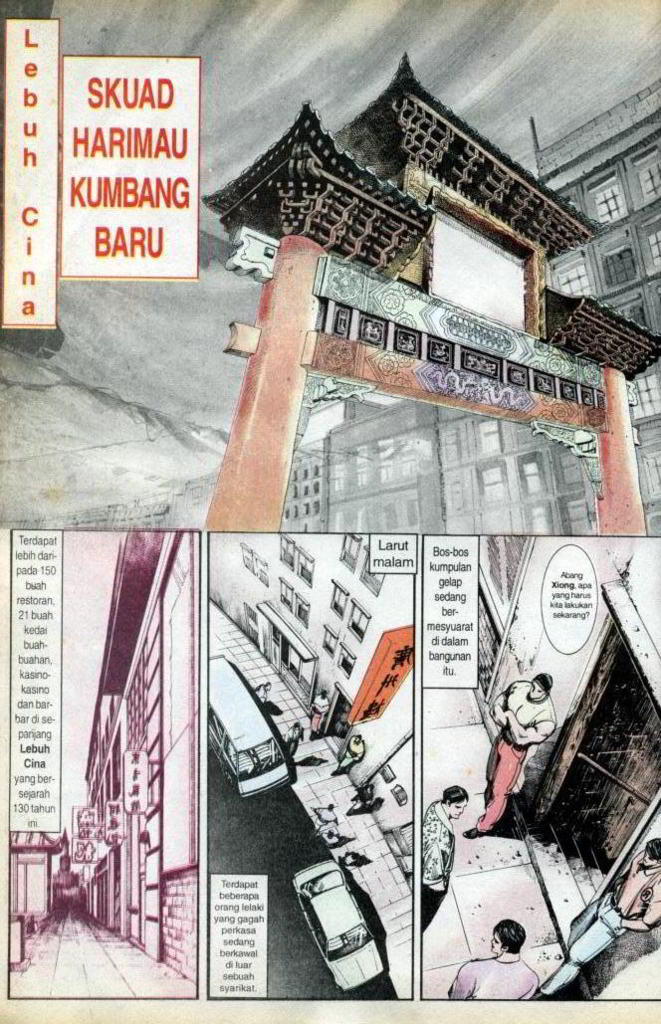 Lebuh Cina
SKUAD
HARIMAU
KUMBANG
BARU
Terdapat
lebih dari-
pada 150
buah
restoran,
21 buah
kedai
buah-
buahan,
kasino-
kasino
dan bar-
bar di se-
panjang
Lebuh
Cina
yang ber-
sejarah
130 tahun
ini.
Larut
malam
Terdapat
beberapa
orang lelaki
yang gagah
perkasa
sedang
berkawal
di luar
sebuah
syarikat.
Bos-bos
kumpulan
gelap
sedang
ber-
mesyuarat
di dalam
bangunan
itu.
Abang
Xiong, apa
yang harus
kita lakukan
sekarang?